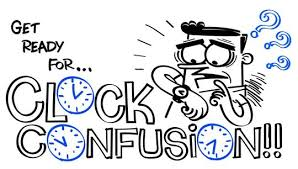 GET
READY
FOR...
CLOCK
CONFUSION!!
???